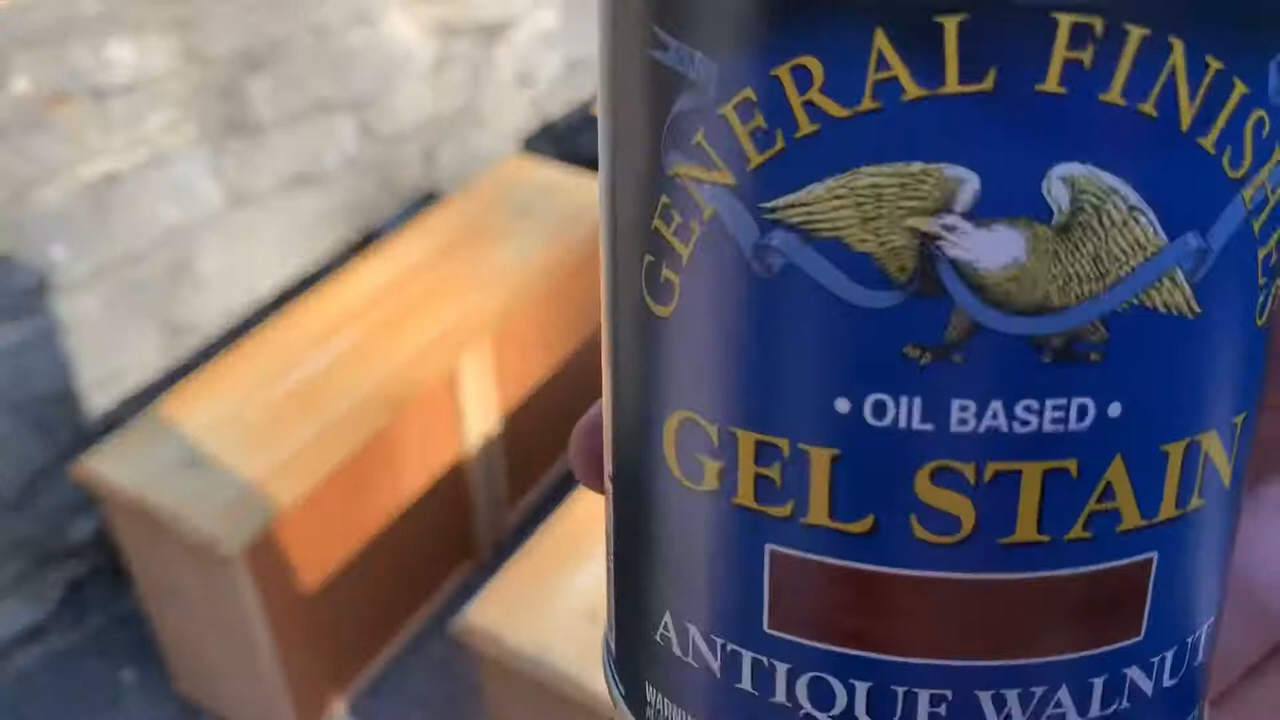 GENERAL FINISHES
• OIL BASED •
GEL STAIN
ANTIQUE WALNUT